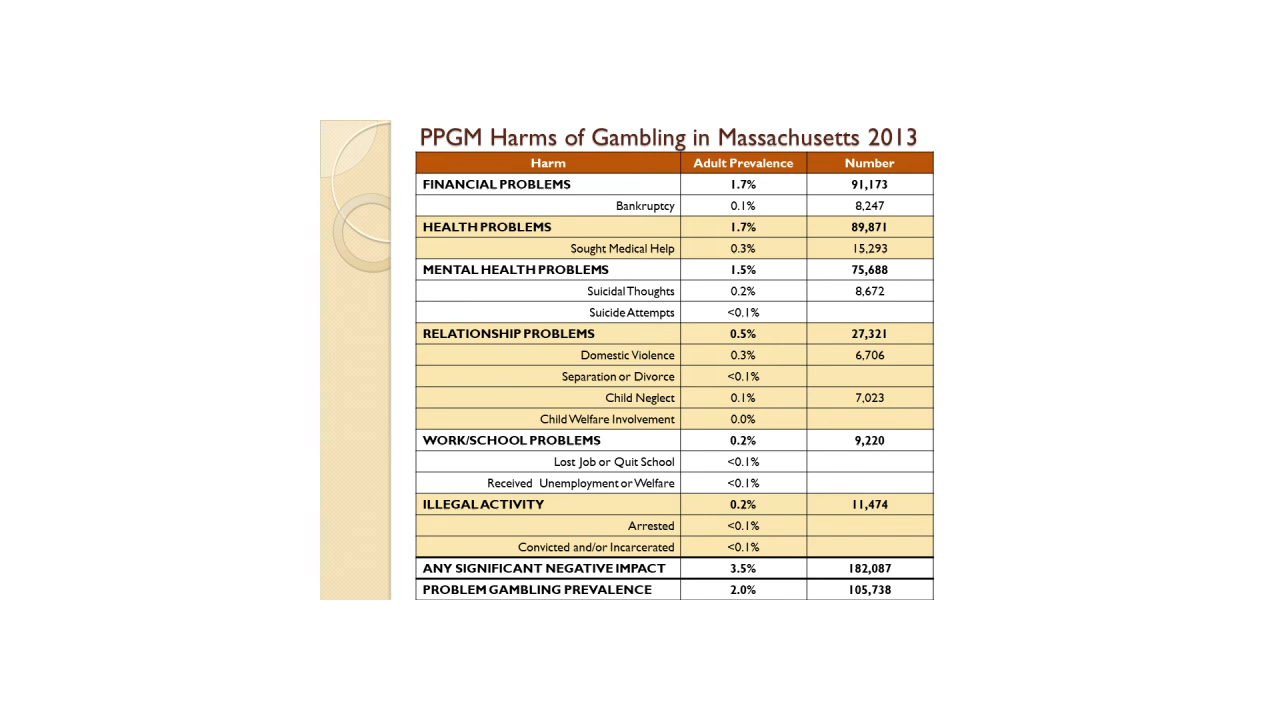 PPGM Harms of Gambling in Massachusetts 2013
Harm Adult Prevalence Number
FINANCIAL PROBLEMS 1.7% 91,173
Bankruptcy 0.1% 8,247
HEALTH PROBLEMS 1.7% 89,871
Sought Medical Help 0.3% 15,293
MENTAL HEALTH PROBLEMS 1.5% 75,688
Suicidal Thoughts 0.2% 8,672
Suicide Attempts <0.1%
RELATIONSHIP PROBLEMS 0.5% 27,321
Domestic Violence 0.3% 6,706
Separation or Divorce <0.1%
Child Neglect 0.1% 7,023
Child Welfare Involvement 0.0%
WORK/SCHOOL PROBLEMS 0.2% 9,220
Lost Job or Quit School <0.1%
Received Unemployment or Welfare <0.1%
ILLEGAL ACTIVITY 0.2% 11,474
Arrested <0.1%
Convicted and/or Incarcerated <0.1%
ANY SIGNIFICANT NEGATIVE IMPACT 3.5% 182,087
PROBLEM GAMBLING PREVALENCE 2.0% 105,738